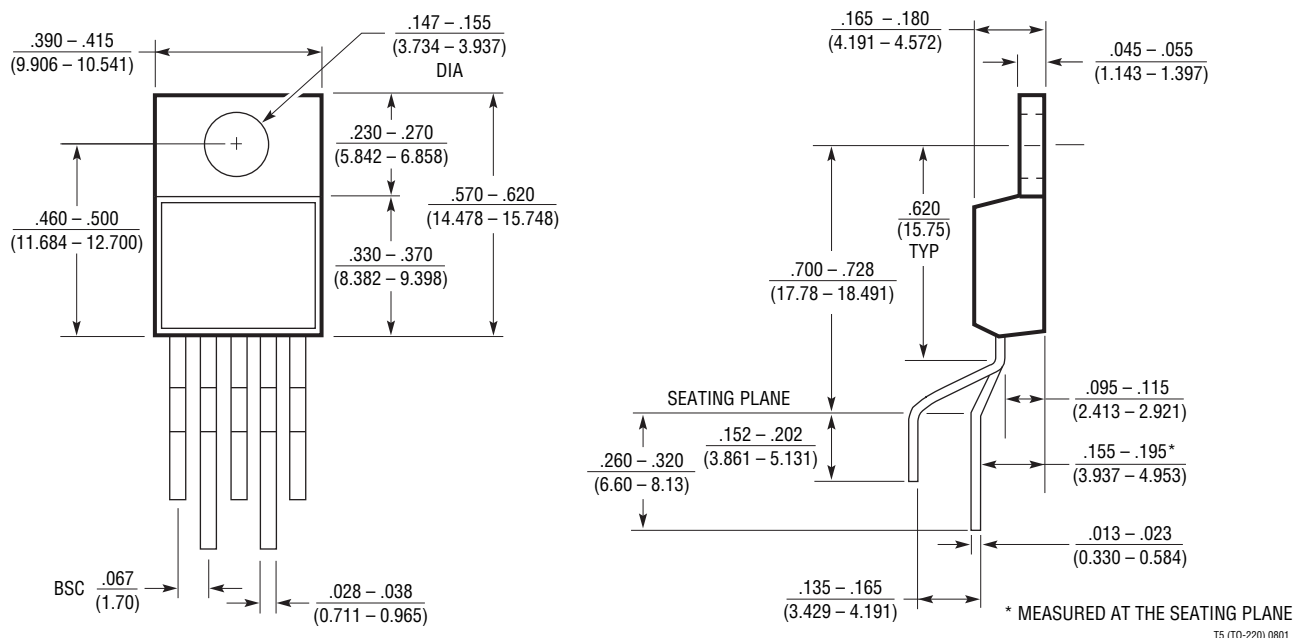 .390 – .415
(9.906 – 10.541)
.147 – .155
(3.734 – 3.937)
DIA
.230 – .270
(5.842 – 6.858)
.570 – .620
(14.478 – 15.748)
.460 – .500
(11.684 – 12.700)
.330 – .370
(8.382 – 9.398)
BSC
.067
(1.70)
.028 – .038
(0.711 – 0.965)
.165 – .180
(4.191 – 4.572)
.045 – .055
(1.143 – 1.397)
.620
(15.75)
TYP
.700 – .728
(17.78 – 18.491)
SEATING PLANE
.152 – .202
(3.861 – 5.131)
.260 – .320
(6.60 – 8.13)
.095 – .115
(2.413 – 2.921)
.155 – .195*
(3.937 – 4.953)
.013 – .023
(0.330 – 0.584)
.135 – .165
(3.429 – 4.191)
* MEASURED AT THE SEATING PLANE
T5 (TO-220) 0801